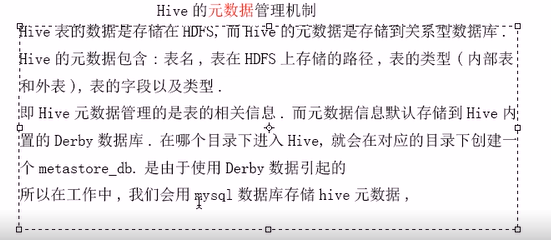 Hive 的元数据管理机制
Hive 表的数据是存储在 HDFS, 而 Hive 的元数据是存储到关系型数据库 .
Hive 的元数据包含 : 表名 , 表在 HDFS 上存储的路径 , 表的类型 ( 内部表
和外表 ), 表的字段以及类型 .
即 Hive 元数据管理的是表的相关信息 . 而元数据信息默认存储到 Hive 内
置的 Derby 数据库 . 在哪个目录下进入 Hive, 就会在对应的目录下创建一
个 metastore_db. 是由于使用 Derby 数据引起的
所以在工作中 , 我们会用 mysql 数据库存储 hive 元数据 ,